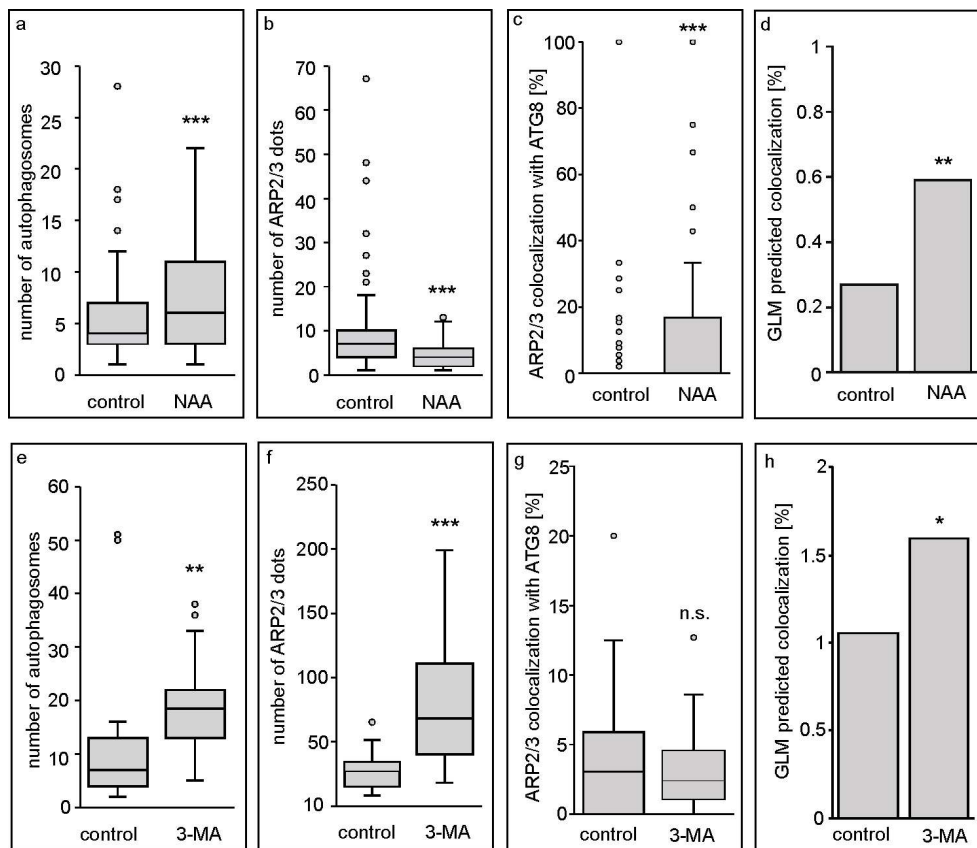 a
number of autophagosomes
30
25
20
15
10
5
0
***
control NAA
b
number of ARP2/3 dots
70
60
50
40
30
20
10
0
***
control NAA
c
ARP2/3 colocalization with ATG8 [%]
100
80
60
40
20
0
***
control NAA
d
GLM predicted colocalization [%]
1
0.8
0.6
0.4
0.2
0
**
control NAA
e
number of autophagosomes
60
50
40
30
20
10
0
**
control 3-MA
f
number of ARP2/3 dots
250
200
150
100
50
10
***
control 3-MA
g
ARP2/3 colocalization with ATG8 [%]
25
20
15
10
5
0
n.s.
control 3-MA
h
GLM predicted colocalization [%]
2
1.5
1
0.5
0
*
control 3-MA